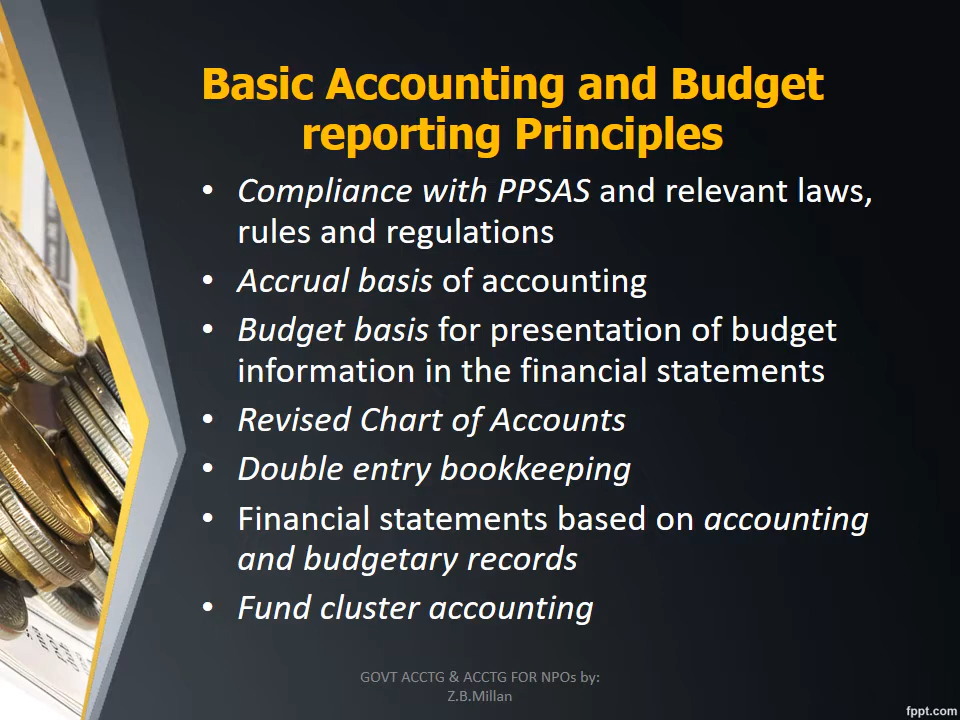 Basic Accounting and Budget
reporting Principles
• Compliance with PPSAS and relevant laws,
rules and regulations
• Accrual basis of accounting
• Budget basis for presentation of budget
information in the financial statements
• Revised Chart of Accounts
• Double entry bookkeeping
• Financial statements based on accounting
and budgetary records
• Fund cluster accounting
GOVT ACCTG & ACCTG FOR NPOs by:
Z.B.Millan
fppt.com